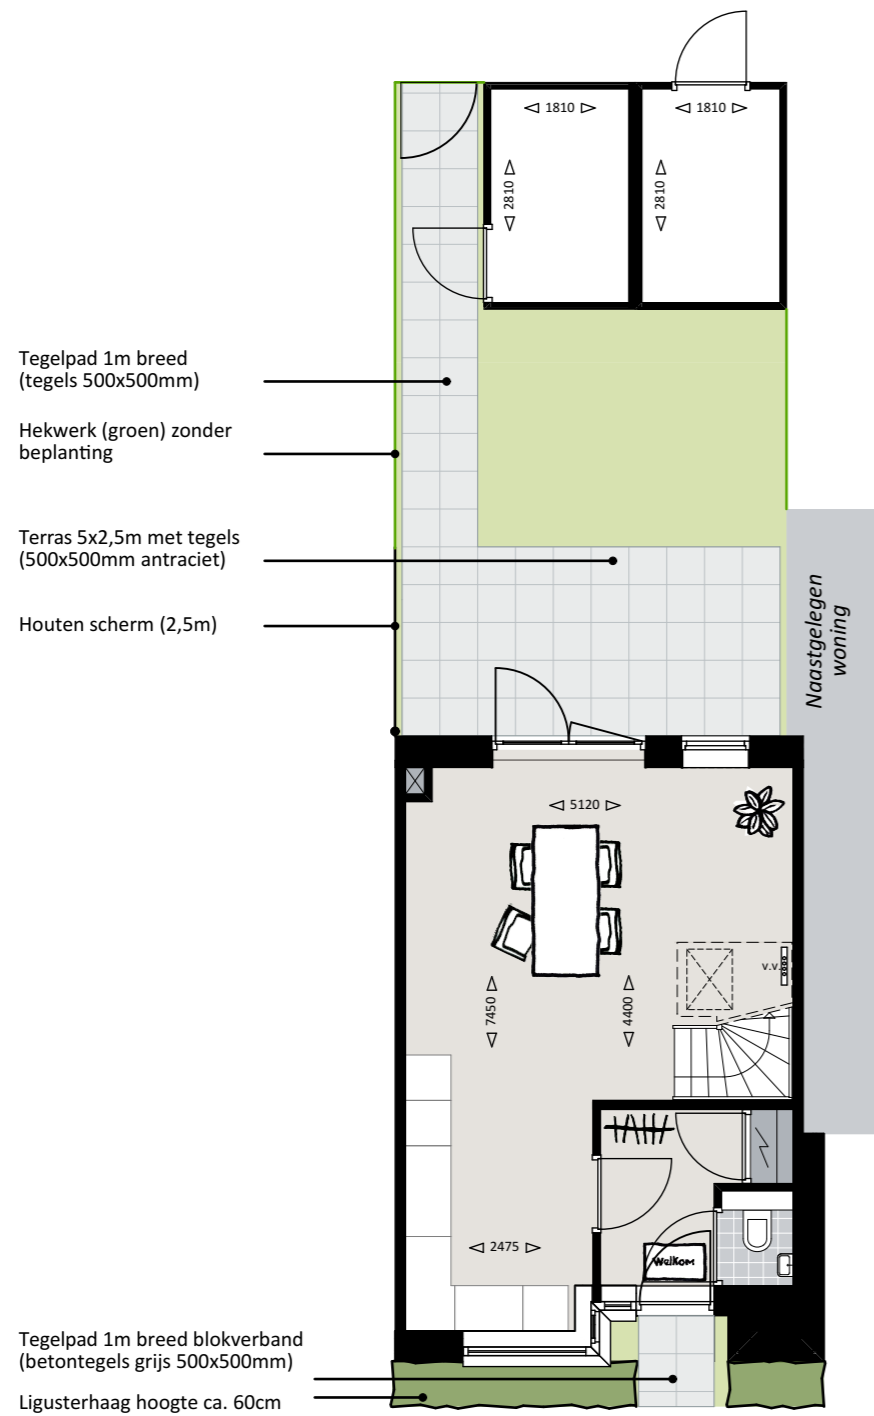 1810
1810
2810
2810
Tegelpad 1m breed
(tegels 500x500mm)
Hekwerk (groen) zonder
beplanting
Terras 5x2,5m met tegels
(500x500mm antraciet)
Houten scherm (2,5m)
Naastgelegen
woning
5120
v.v.
7450
4400
2475
Welkom
Tegelpad 1m breed blokverband
(betontegels grijs 500x500mm)
Ligusterhaag hoogte ca. 60cm